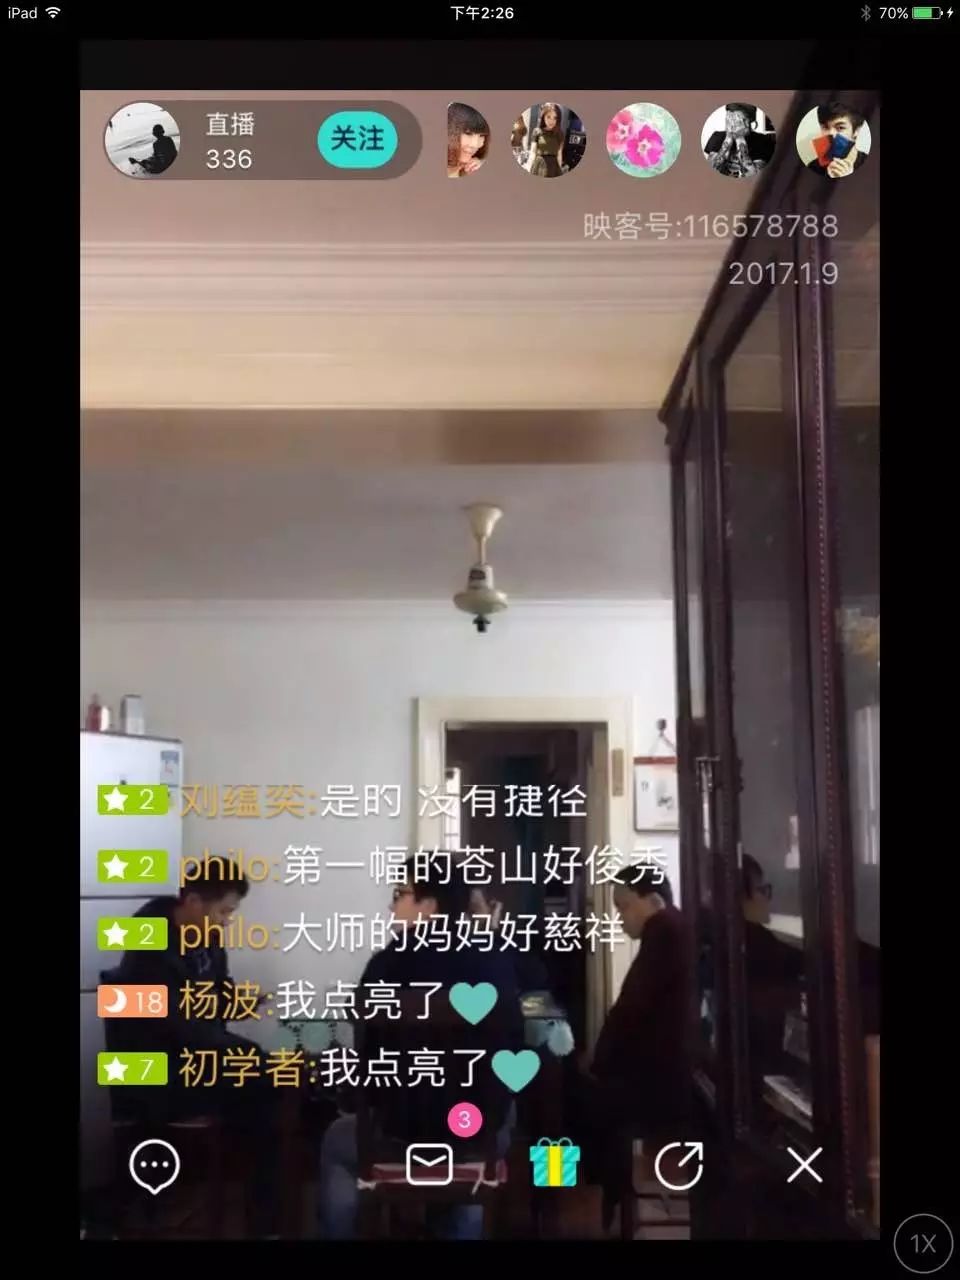 iPad
下午2:26
70%
直播
336
关注
映客号:116578788
2017.1.9
2 刘蕴奕:是的 没有捷径
2 philo:第一幅的苍山好俊秀
2 philo:大师的妈妈好慈祥
18 杨波:我点亮了
7 初学者:我点亮了
3
1X